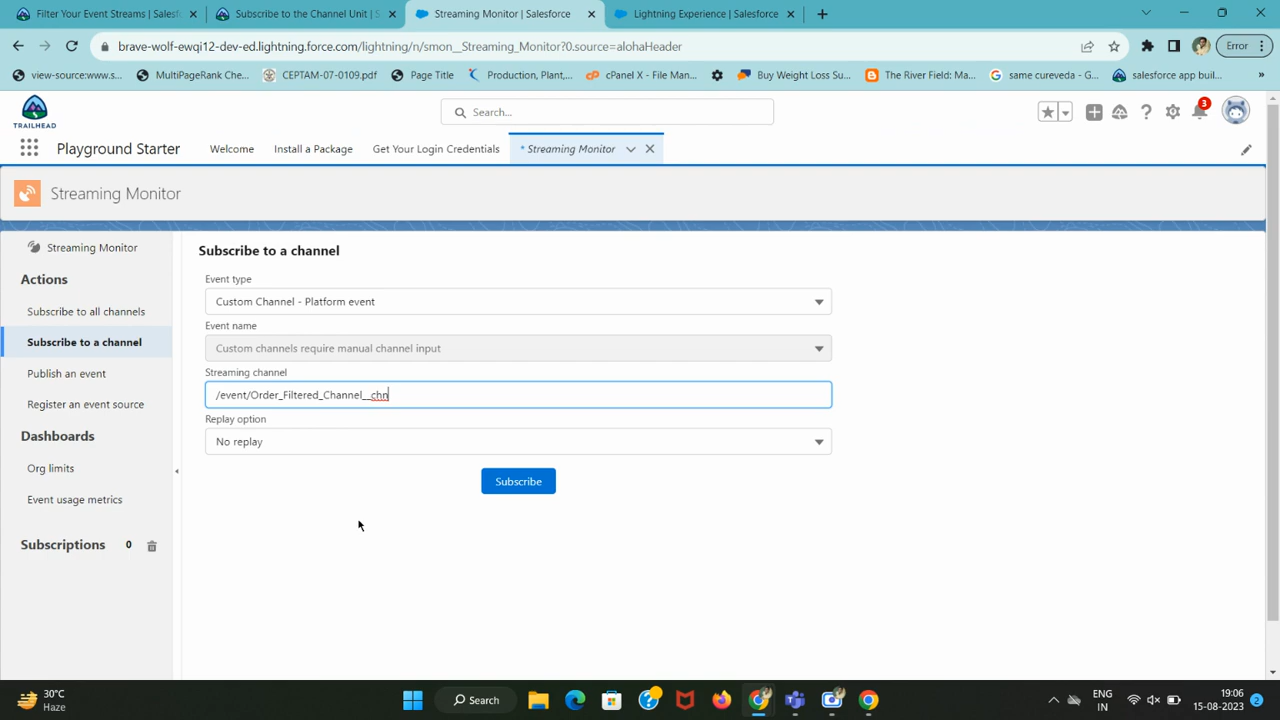 Filter Your Event Streams | Salesf
Subscribe to the Channel Unit | Sa
Streaming Monitor | Salesforce
Lightning Experience | Salesforce
brave-wolf-ewqi12-dev-ed.lightning.force.com/lightning/n/smon__Streaming_Monitor?0.source=alohaHeader
Error
view-source:www.s...
MultiPageRank Che...
CEPTAM-07-0109.pdf
Page Title
Production, Plant,...
cPanel X - File Man...
Buy Weight Loss Su...
The River Field: Ma...
same cureveda - G...
salesforce app buil...
»
TRAILHEAD
Search...
3
Playground Starter
Welcome
Install a Package
Get Your Login Credentials
* Streaming Monitor
Streaming Monitor
Streaming Monitor
Actions
Subscribe to all channels
Subscribe to a channel
Publish an event
Register an event source
Dashboards
Org limits
Event usage metrics
Subscriptions 0
Subscribe to a channel
Event type
Custom Channel - Platform event
Event name
Custom channels require manual channel input
Streaming channel
/event/Order_Filtered_Channel__chn
Replay option
No replay
Subscribe
30°C
Haze
Search
ENG
IN
19:06
15-08-2023
2